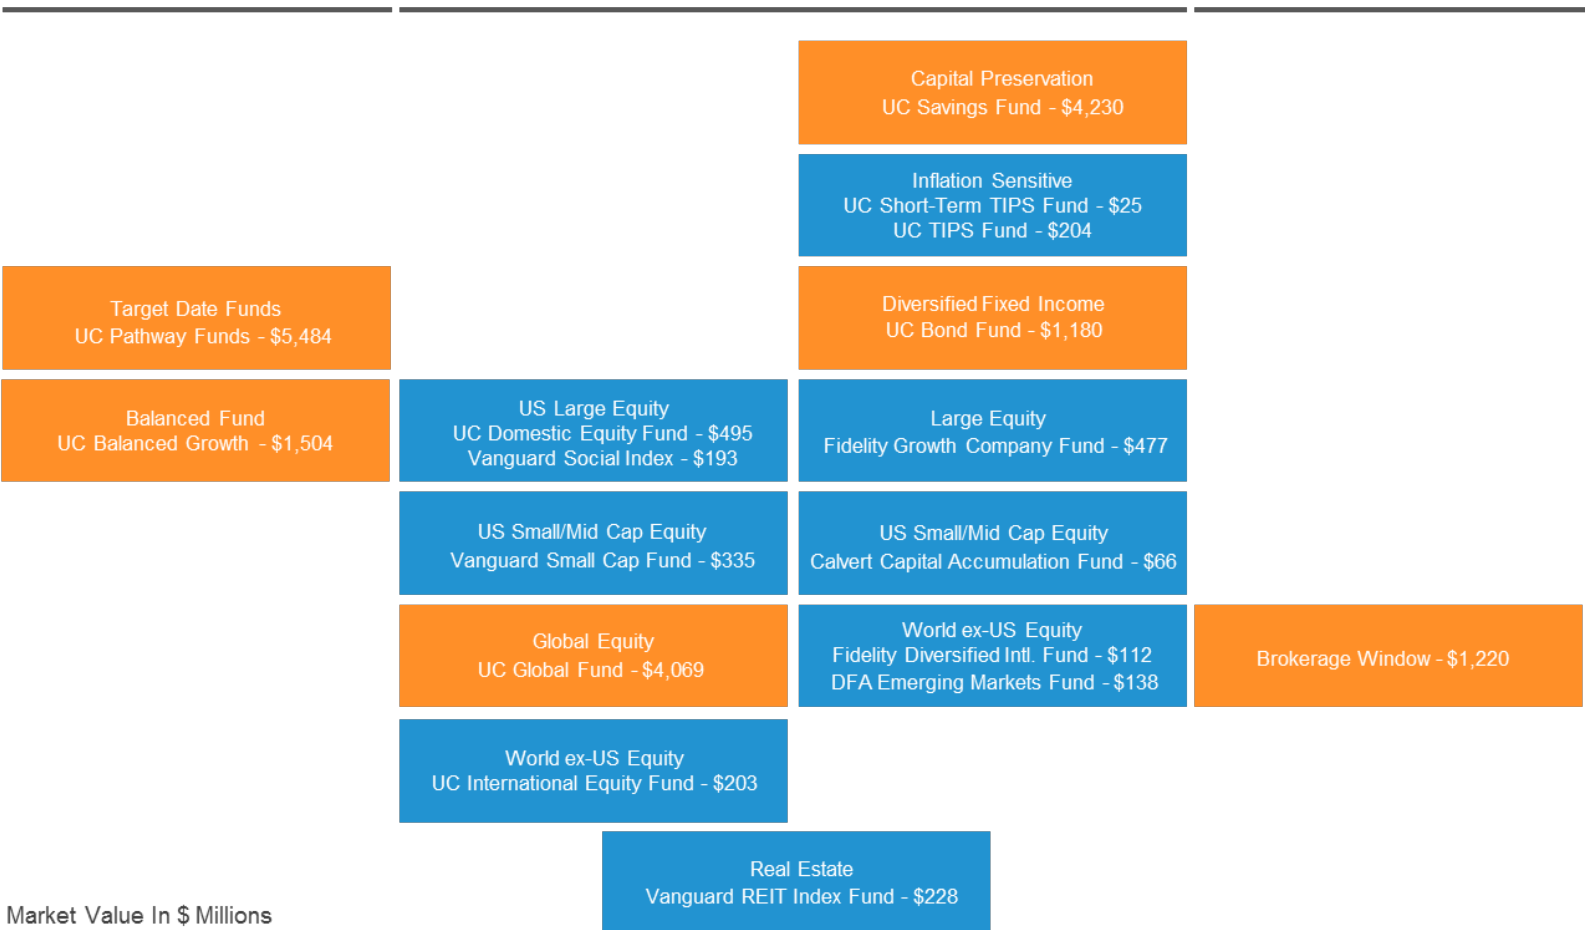 Capital Preservation
UC Savings Fund - $4,230
Inflation Sensitive
UC Short-Term TIPS Fund - $25
UC TIPS Fund - $204
Target Date Funds
UC Pathway Funds - $5,484
Diversified Fixed Income
UC Bond Fund - $1,180
Balanced Fund
UC Balanced Growth - $1,504
US Large Equity
UC Domestic Equity Fund - $495
Vanguard Social Index - $193
Large Equity
Fidelity Growth Company Fund - $477
US Small/Mid Cap Equity
Vanguard Small Cap Fund - $335
US Small/Mid Cap Equity
Calvert Capital Accumulation Fund - $66
Global Equity
UC Global Fund - $4,069
World ex-US Equity
Fidelity Diversified Intl. Fund - $112
DFA Emerging Markets Fund - $138
Brokerage Window - $1,220
World ex-US Equity
UC International Equity Fund - $203
Real Estate
Vanguard REIT Index Fund - $228
Market Value In $ Millions